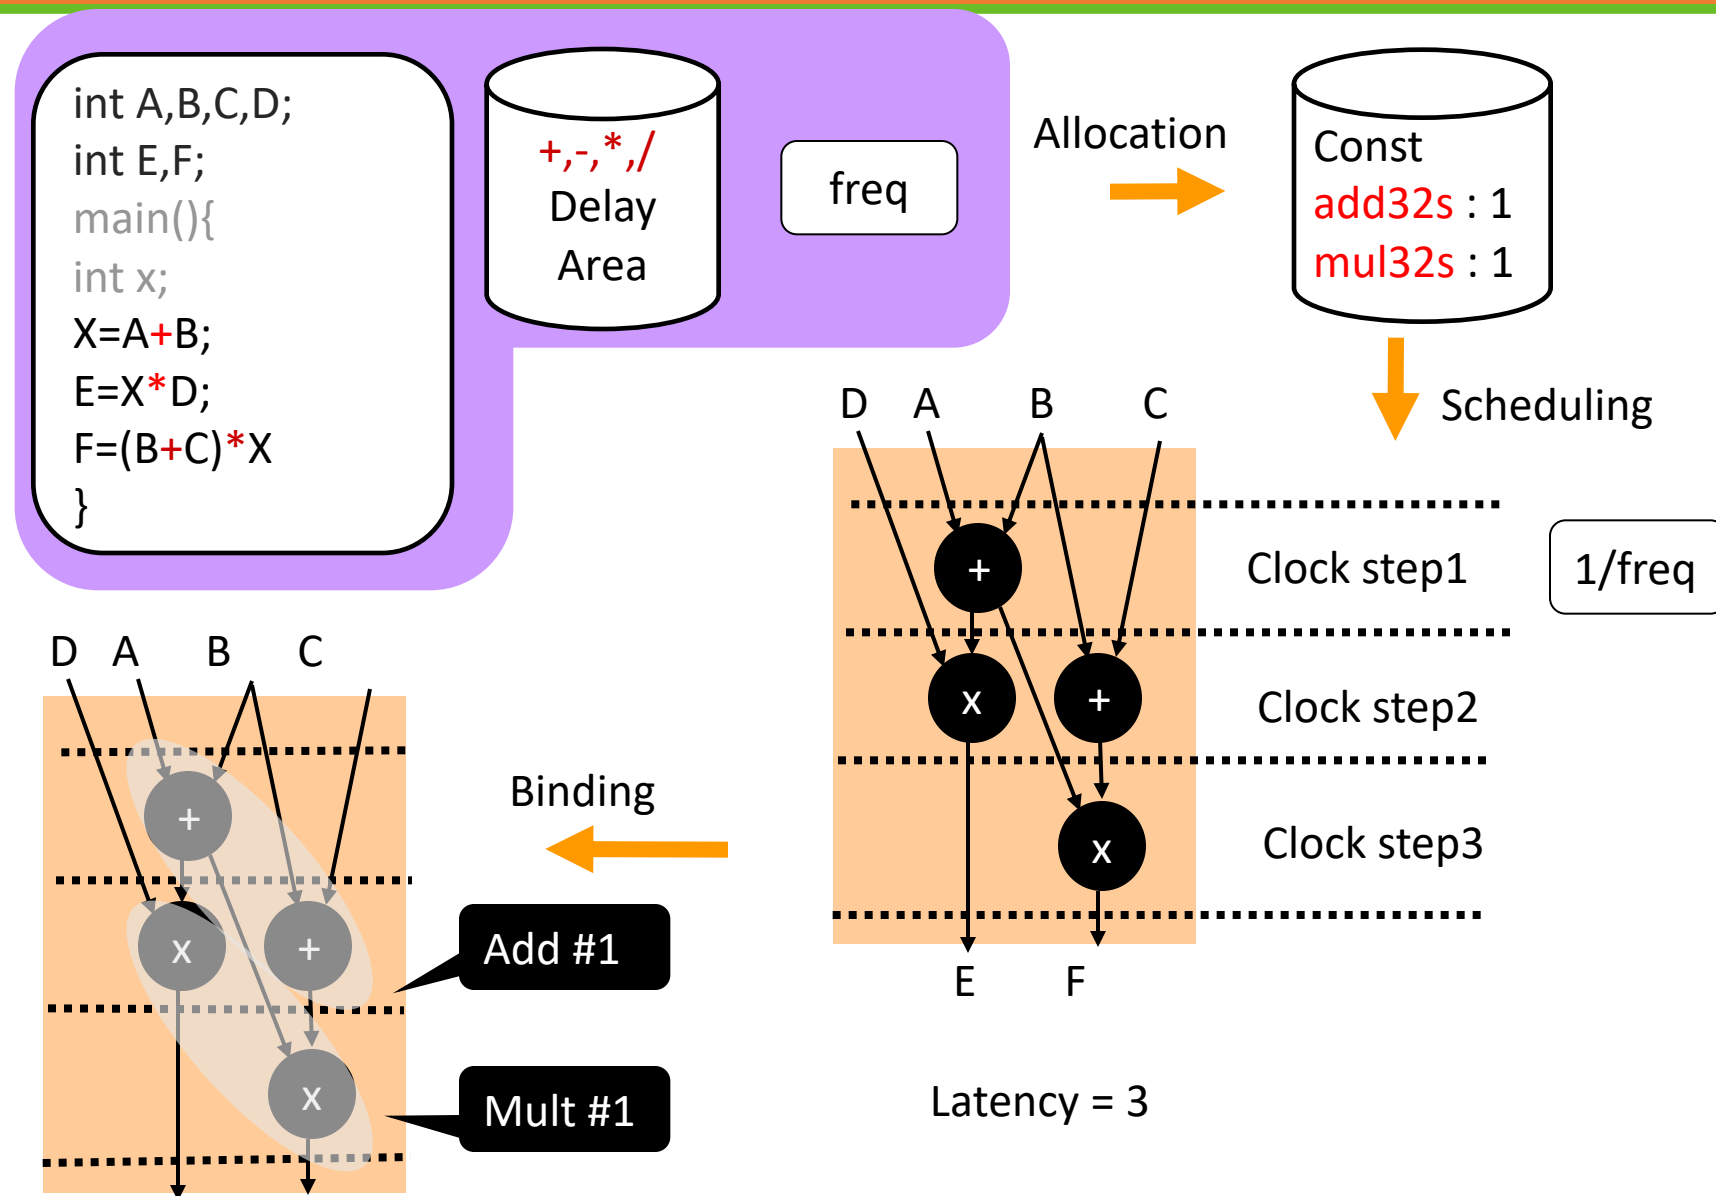 int A,B,C,D;
int E,F;
main(){
int x;
X=A+B;
E=X*D;
F=(B+C)*X
}
+,-,*,/
Delay
Area
freq
Allocation
Const
add32s : 1
mul32s : 1
Scheduling
D A B C
+
Clock step1
1/freq
x +
Clock step2
x
Clock step3
E F
Latency = 3
Binding
D A B C
+
x +
x
Add #1
Mult #1